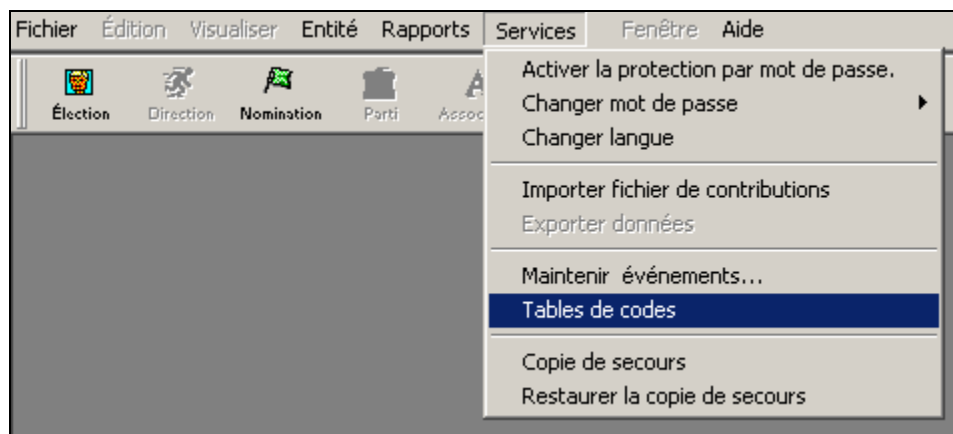 Fichier Édition Visualiser Entité Rapports Services Fenêtre Aide
Élection Direction Nomination Parti Assoc
Activer la protection par mot de passe.
Changer mot de passe
Changer langue
Importer fichier de contributions
Exporter données
Maintenir événements...
Tables de codes
Copie de secours
Restaurer la copie de secours